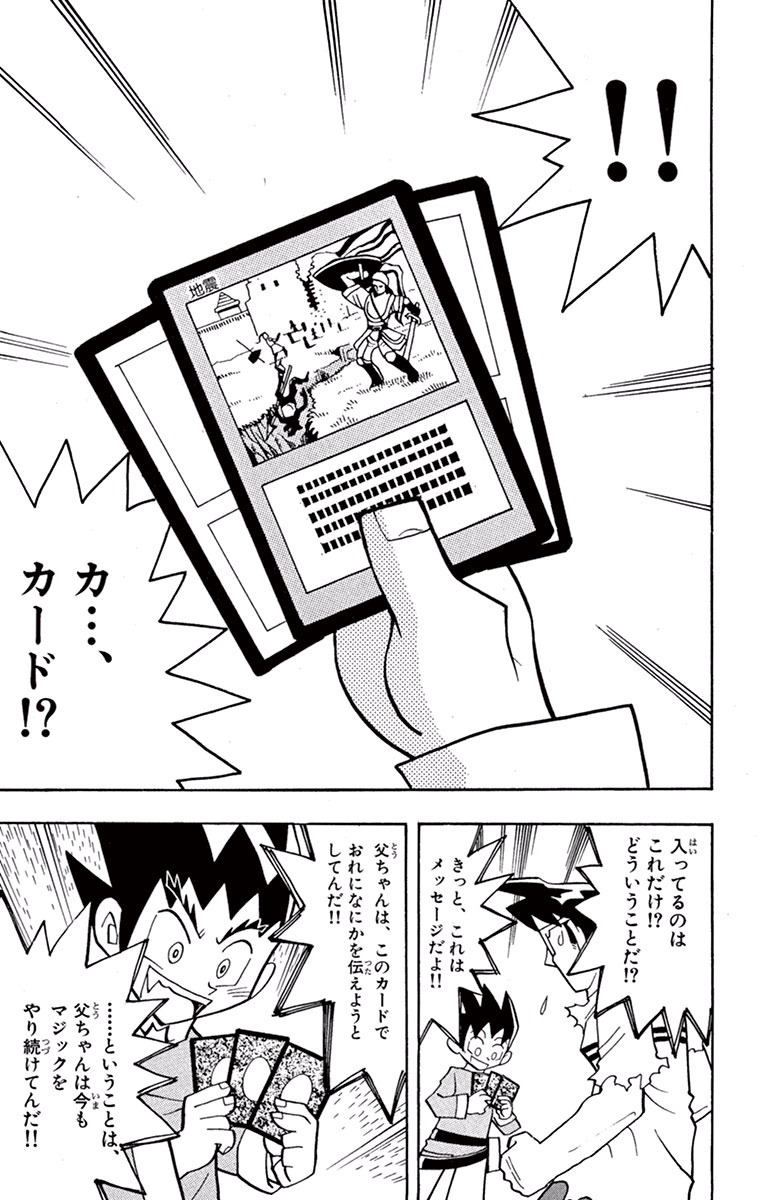 !!
地震
カ…、
カード!?
入ってるのは
これだけ!?
どういうことだ!?
きっと、これは
メッセージだよ!!
父ちゃんは、このカードで
おれになにかを伝えようと
してんだ!!
……ということは、
父ちゃんは今も
マジックを
やり続けてんだ!!